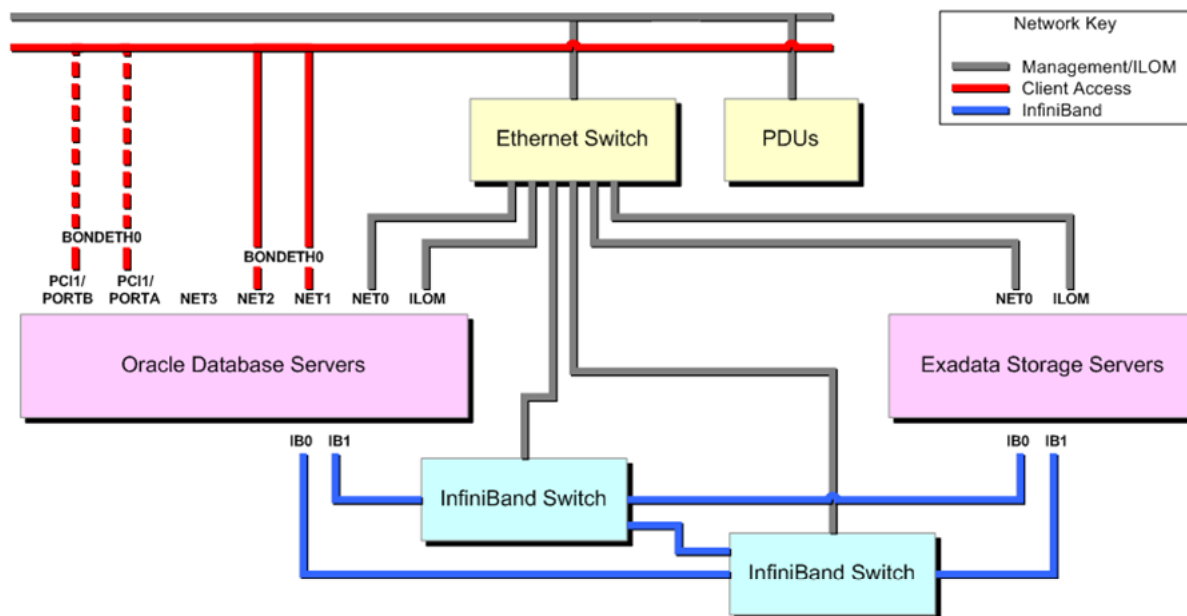 Network Key
Management/ILOM
Client Access
InfiniBand
Ethernet Switch
PDUs
BONDETH0
BONDETH0
PCI1/
PORTB
PCI1/
PORTA
NET3
NET2
NET1
NET0
ILOM
NET0
ILOM
Oracle Database Servers
Exadata Storage Servers
IB0
IB1
IB0
IB1
InfiniBand Switch
InfiniBand Switch